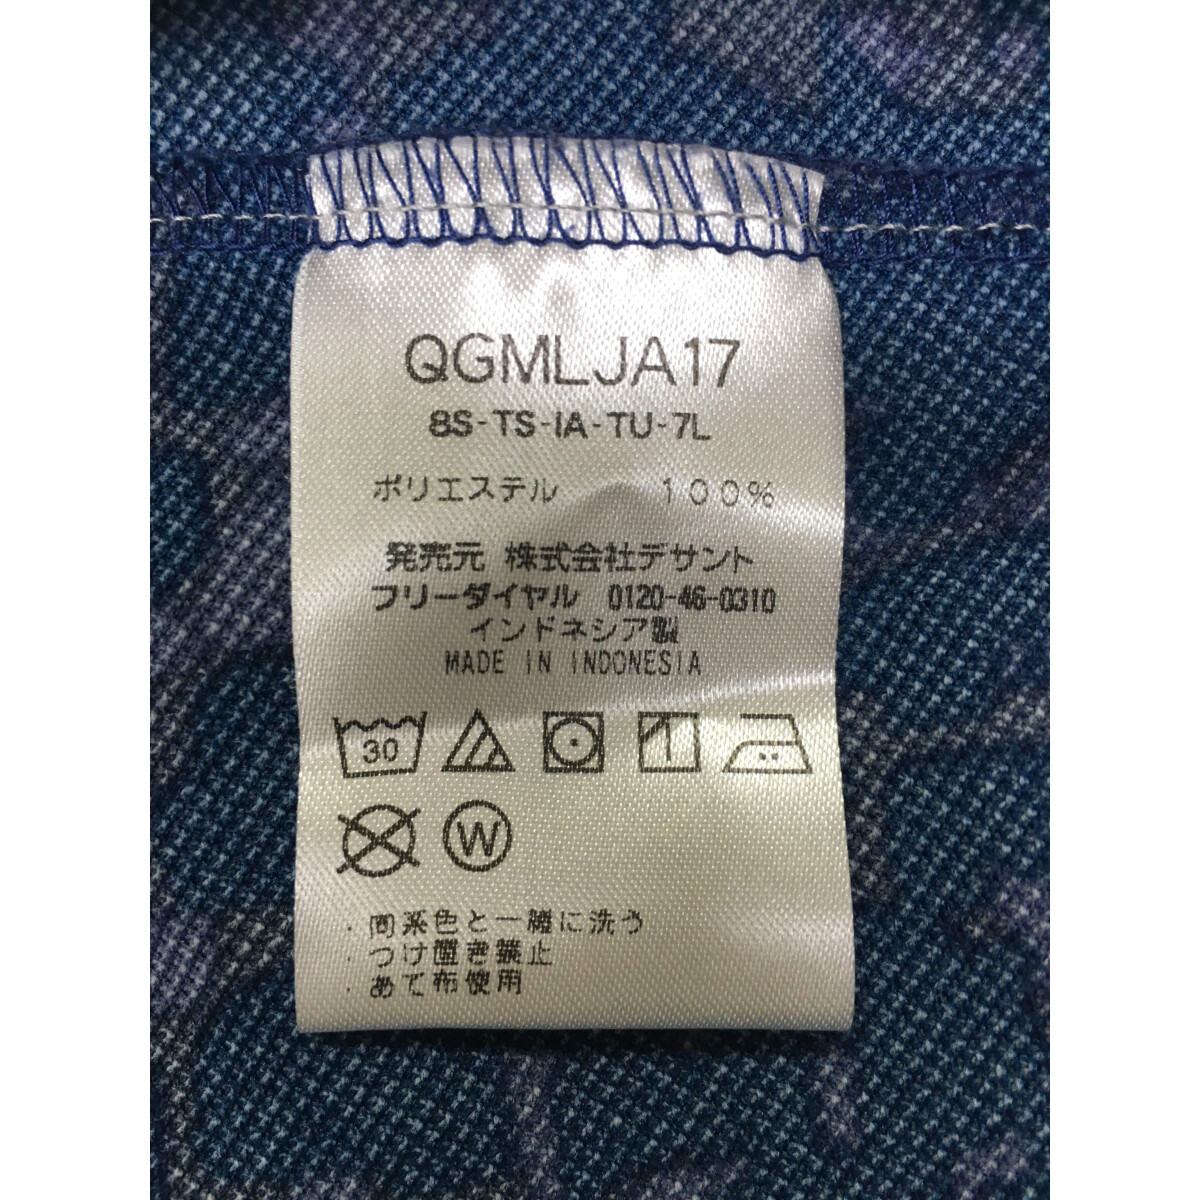 QGMLJA17
8S-TS-IA-TU-7L
ポリエステル 100%
発売元 株式会社デサント
フリーダイヤル 0120-46-0310
インドネシア製
MADE IN INDONESIA
30
W
・同系色と一緒に洗う
・つけ置き禁止
・あて布使用